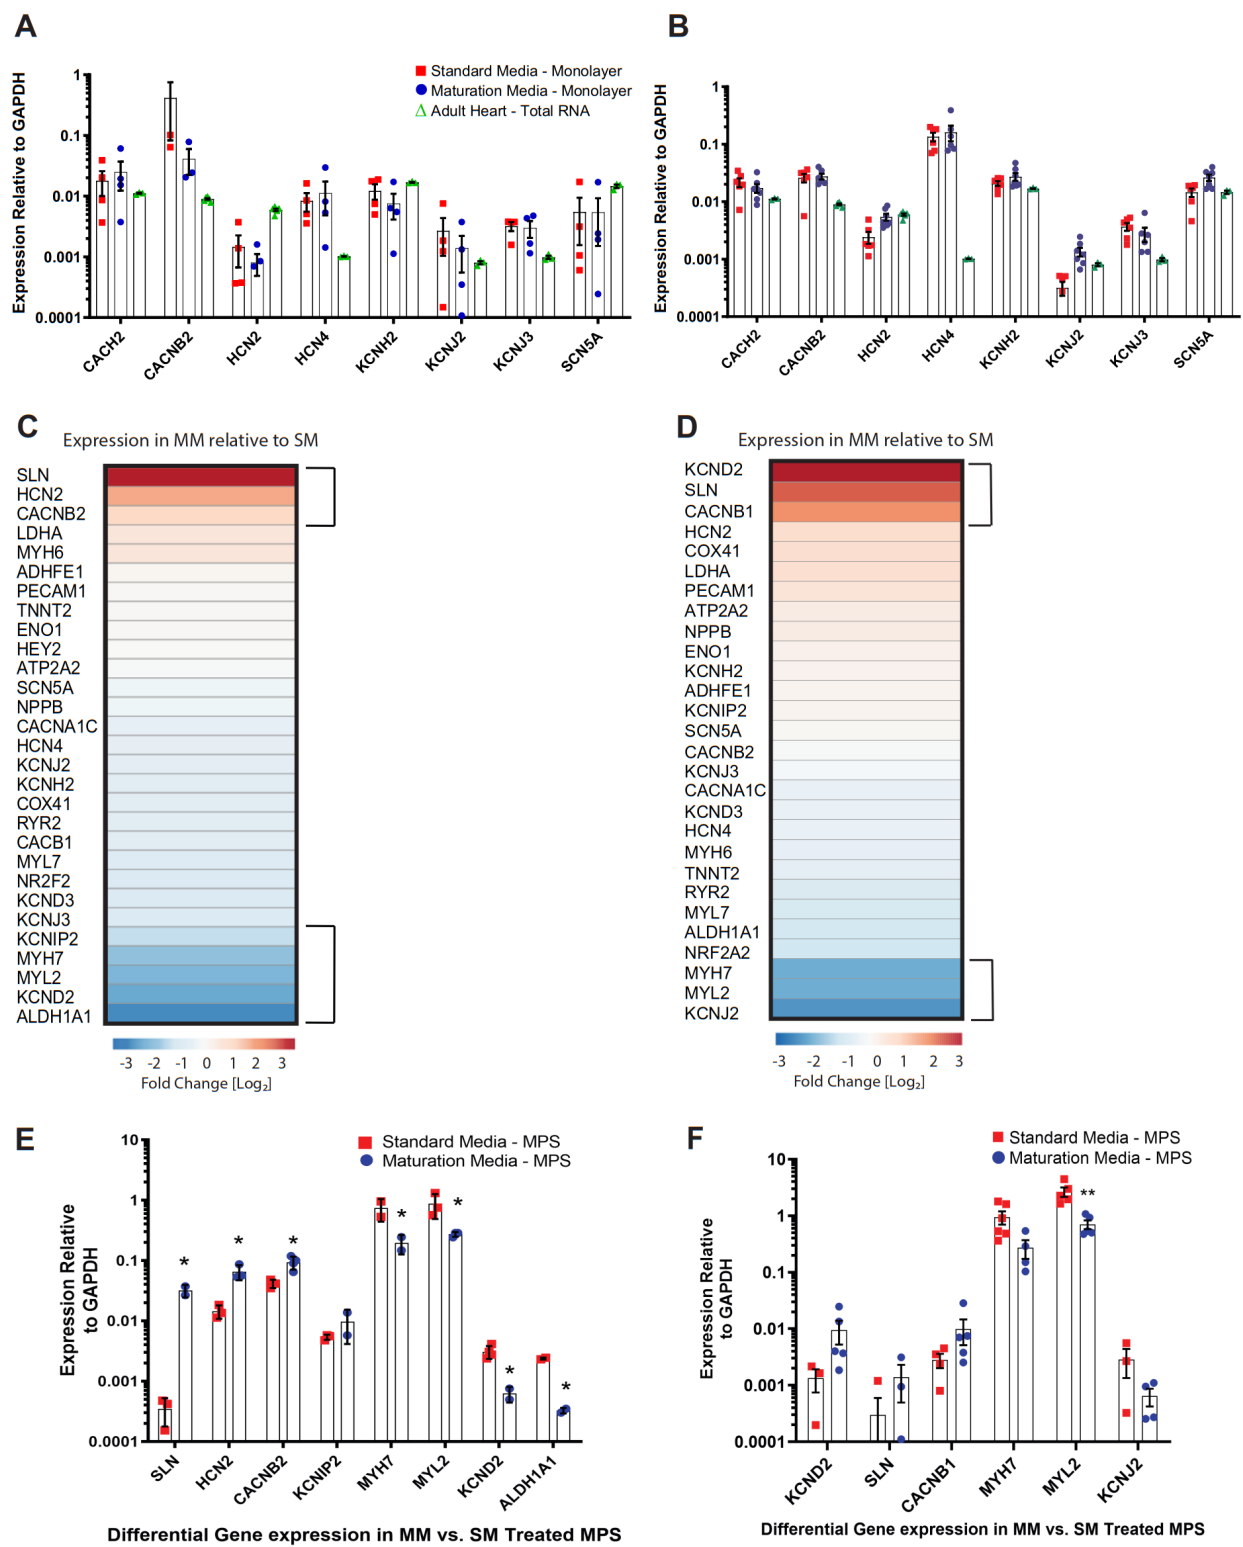 A
Expression Relative to GAPDH
1
0.1
0.01
0.001
0.0001
Standard Media - Monolayer
Maturation Media - Monolayer
Adult Heart - Total RNA
CACH2
CACNB2
HCN2
HCN4
KCNH2
KCNJ2
KCNJ3
SCN5A
B
Expression Relative to GAPDH
1
0.1
0.01
0.001
0.0001
CACH2
CACNB2
HCN2
HCN4
KCNH2
KCNJ2
KCNJ3
SCN5A
C
Expression in MM relative to SM
SLN
HCN2
CACNB2
LDHA
MYH6
ADHFE1
PECAM1
TNNT2
ENO1
HEY2
ATP2A2
SCN5A
NPPB
CACNA1C
HCN4
KCNJ2
KCNH2
COX41
RYR2
CACB1
MYL7
NR2F2
KCND3
KCNJ3
KCNIP2
MYH7
MYL2
KCND2
ALDH1A1
-3 -2 -1 0 1 2 3
Fold Change [Log₂]
D
Expression in MM relative to SM
KCND2
SLN
CACNB1
HCN2
COX41
LDHA
PECAM1
ATP2A2
NPPB
ENO1
KCNH2
ADHFE1
KCNIP2
SCN5A
CACNB2
KCNJ3
CACNA1C
KCND3
HCN4
MYH6
TNNT2
RYR2
MYL7
ALDH1A1
NRF2A2
MYH7
MYL2
KCNJ2
-3 -2 -1 0 1 2 3
Fold Change [Log₂]
E
Expression Relative
to GAPDH
10
1
0.1
0.01
0.001
0.0001
Standard Media - MPS
Maturation Media - MPS
* * * * * * *
SLN
HCN2
CACNB2
KCNIP2
MYH7
MYL2
KCND2
ALDH1A1
Differential Gene expression in MM vs. SM Treated MPS
F
Expression Relative
to GAPDH
10
1
0.1
0.01
0.001
0.0001
Standard Media - MPS
Maturation Media - MPS
**
KCND2
SLN
CACNB1
MYH7
MYL2
KCNJ2
Differential Gene expression in MM vs. SM Treated MPS